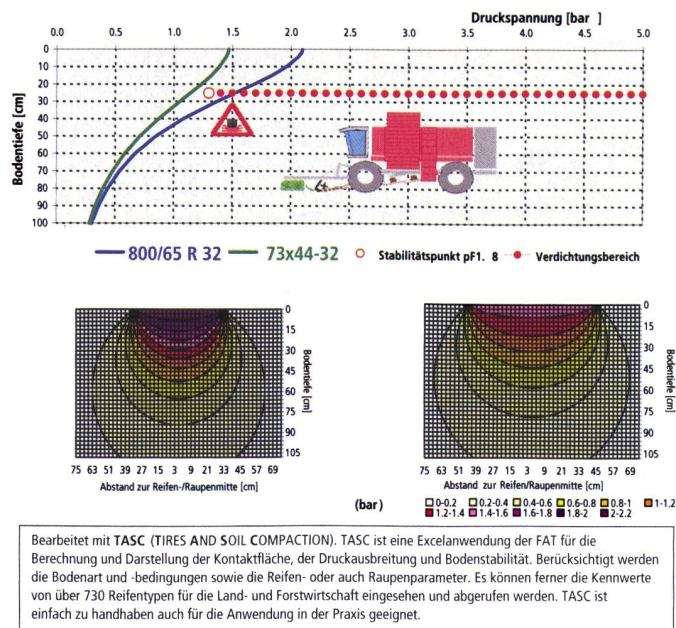 Druckspannung [bar ]
0.0 0.5 1.0 1.5 2.0 2.5 3.0 3.5 4.0 4.5 5.0
Bodentiefe [cm]
0
10
20
30
40
50
60
70
80
90
100
800/65 R 32 73x44-32 Stabilitätspunkt pF1. 8 Verdichtungsbereich
0
15
30
45
60
75
90
105
Bodentiefe [cm]
75 63 51 39 27 15 3 9 21 33 45 57 69
Abstand zur Reifen-/Raupenmitte [cm]
0
15
30
45
60
75
90
105
Bodentiefe [cm]
75 63 51 39 27 15 3 9 21 33 45 57 69
Abstand zur Reifen/Raupenmitte [cm]
(bar) 0-0.2 0.2-0.4 0.4-0.6 0.6-0.8 0.8-1 1-1.2
1.2-1.4 1.4-1.6 1.6-1.8 1.8-2 2-2.2
Bearbeitet mit TASC (TIRES AND SOIL COMPACTION). TASC ist eine Excelanwendung der FAT für die
Berechnung und Darstellung der Kontaktfläche, der Druckausbreitung und Bodenstabilität. Berücksichtigt werden
die Bodenart und -bedingungen sowie die Reifen- oder auch Raupenparameter. Es können ferner die Kennwerte
von über 730 Reifentypen für die Land- und Forstwirtschaft eingesehen und abgerufen werden. TASC ist
einfach zu handhaben auch für die Anwendung in der Praxis geeignet.